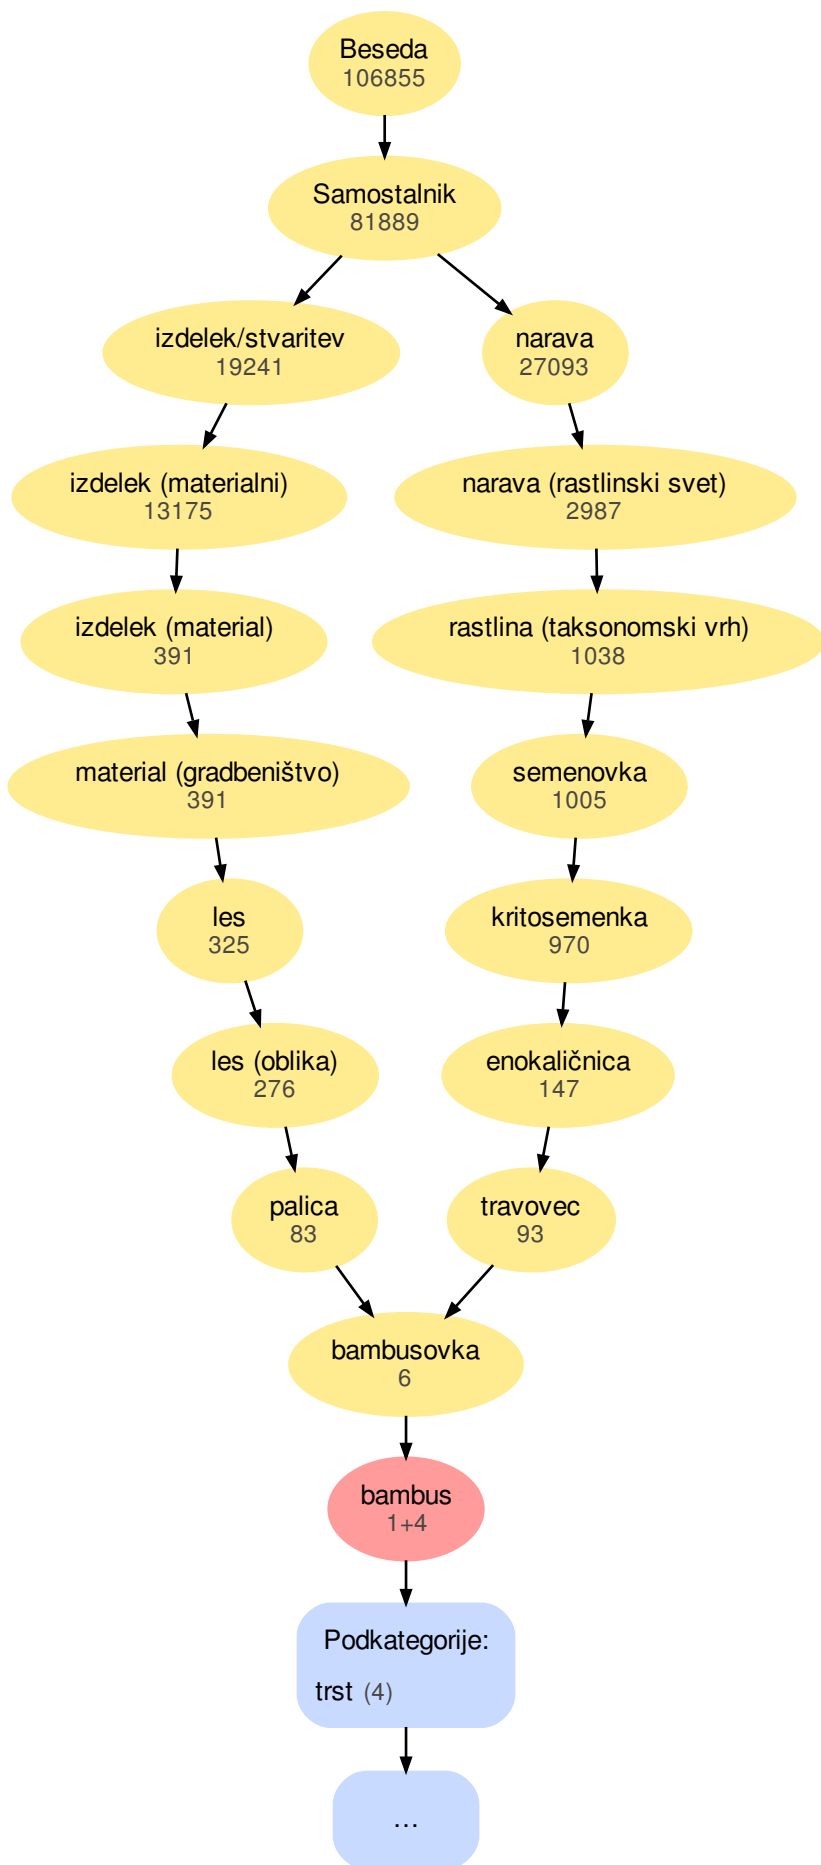 Beseda
106855
Samostalnik
81889
izdelek/stvaritev
19241
narava
27093
izdelek (materialni)
13175
narava (rastlinski svet)
2987
izdelek (material)
391
rastlina (taksonomski vrh)
1038
material (gradbeništvo)
391
semenovka
1005
les
325
kritosemenka
970
les (oblika)
276
enokaličnica
147
palica
83
travovec
93
bambusovka
6
bambus
1+4
Podkategorije:
trst (4)
...